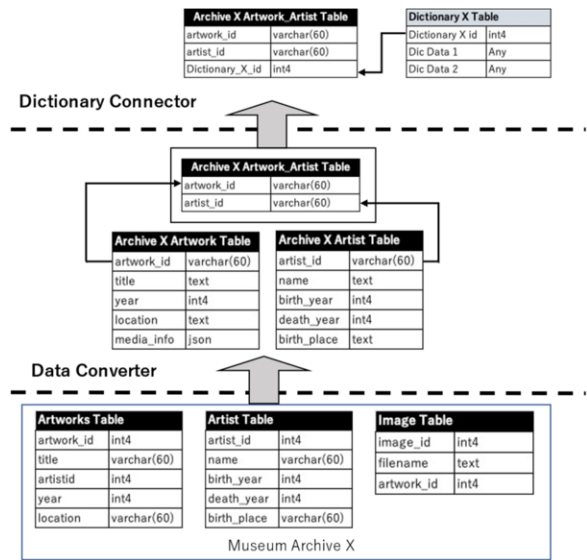 Archive X Artwork_Artist Table
artwork_id varchar(60)
artist_id varchar(60)
Dictionary_X_id int4
Dictionary X Table
Dictionary X id int4
Dic Data 1 Any
Dic Data 2 Any
Dictionary Connector
Archive X Artwork_Artist Table
artwork_id varchar(60)
artist_id varchar(60)
Archive X Artwork Table
artwork_id varchar(60)
title text
year int4
location text
media_info json
Archive X Artist Table
artist_id varchar(60)
name text
birth_year int4
death_year int4
birth_place text
Data Converter
Artworks Table
artwork_id int4
title varchar(60)
artistid int4
year int4
location varchar(60)
Artist Table
artist_id int4
name varchar(60)
birth_year int4
death_year int4
birth_place varchar(60)
Image Table
image_id int4
filename text
artwork_id int4
Museum Archive X